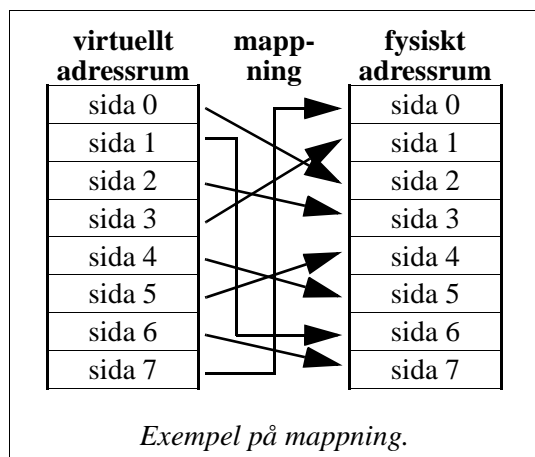 virtuellt mapp- fysiskt
adressrum ning adressrum
sida 0 sida 0
sida 1 sida 1
sida 2 sida 2
sida 3 sida 3
sida 4 sida 4
sida 5 sida 5
sida 6 sida 6
sida 7 sida 7
Exempel på mappning.